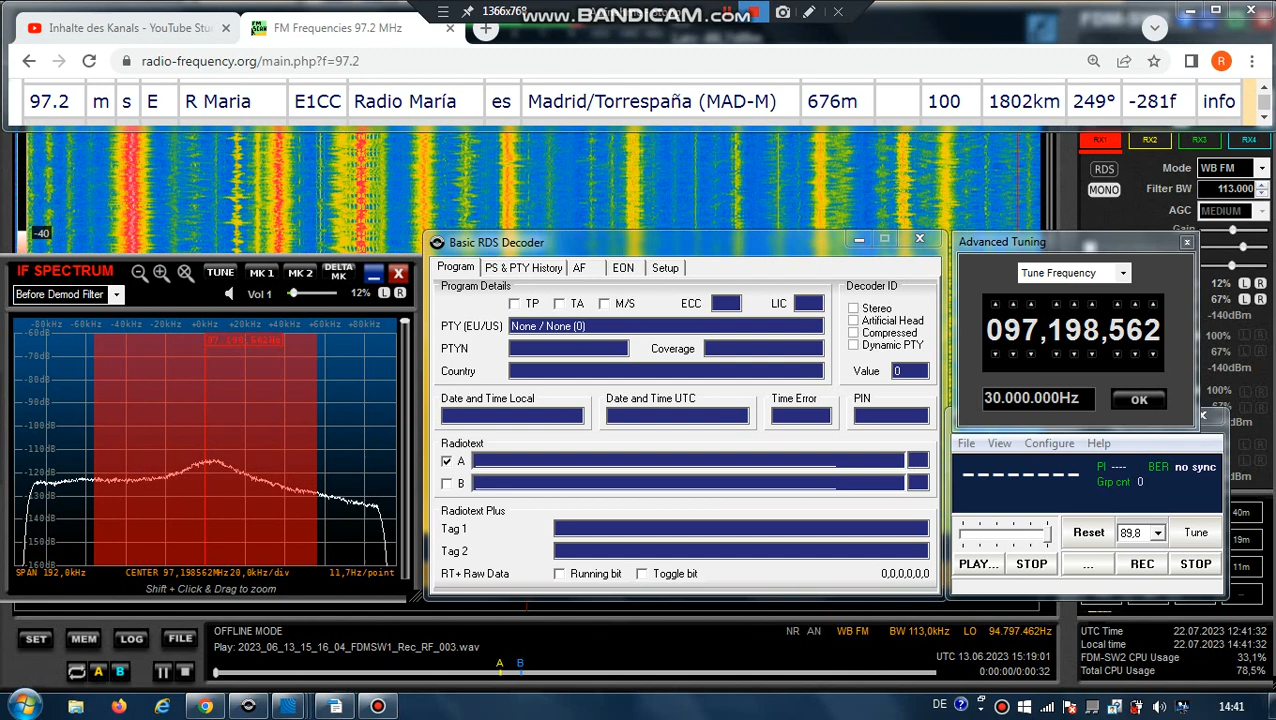 1366x768
www.BANDICAM.com
Inhalte des Kanals - YouTube Stu
FM Frequencies 97.2 MHz
radio-frequency.org/main.php?f=97.2
R
97.2 m s E R Maria E1CC Radio María es Madrid/Torrespaña (MAD-M) 676m 100 1802km 249° -281f info
RX1 RX2 RX3 RX4
RDS Mode WB FM
MONO Filter BW 113.000
AGC MEDIUM
Gain
-40
12% L R
67% L R
100%
67%
-140dBm
100%
67%
-140dBm
IF SPECTRUM TUNE MK 1 MK 2 DELTA MK
Before Demod Filter Vol 1 12% L R
-80kHz -60kHz -40kHz -20kHz +0kHz +20kHz +40kHz +60kHz +80kHz
-60dB
97,198,562Hz
-70dB
-80dB
-90dB
-100dB
-110dB
-120dB
-130dB
-140dB
-150dB
-160dB
SPAN 192,0kHz CENTER 97,198562MHz 20,0kHz/div 11,7Hz/point
Shift + Click & Drag to zoom
Basic RDS Decoder
Program PS & PTY History AF EON Setup
Program Details
TP TA M/S ECC LIC
PTY (EU/US) None / None (0)
PTYN Coverage
Country
Decoder ID
Stereo
Artificial Head
Compressed
Dynamic PTY
Value 0
Date and Time Local Date and Time UTC Time Error PIN
Radiotext
A
B
Radiotext Plus
Tag 1
Tag 2
RT+ Raw Data Running bit Toggle bit 0,0,0,0,0,0
Advanced Tuning
Tune Frequency
097,198,562
30.000.000Hz OK
File View Configure Help
-------- PI ---- BER no sync
Grp cnt 0
Reset 89,8 Tune
PLAY... STOP ... REC STOP
40m
19m
11m
SET MEM LOG FILE
A B
OFFLINE MODE NR AN WB FM BW 113,0kHz LO 94.797.462Hz
Play: 2023_06_13_15_16_04_FDMSW1_Rec_RF_003.wav
A B
UTC 13.06.2023 15:19:01
0:00:00/0:00:32
UTC Time 22.07.2023 12:41:32
Local time 22.07.2023 14:41:32
FDM-SW2 CPU Usage 33,1%
Total CPU Usage 78,5%
DE 14:41